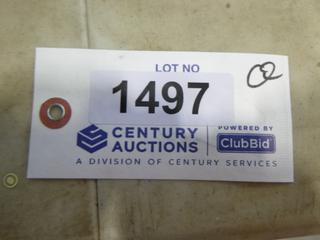 LOT NO
1497
CENTURY
AUCTIONS
POWERED BY
ClubBid
A DIVISION OF CENTURY SERVICES